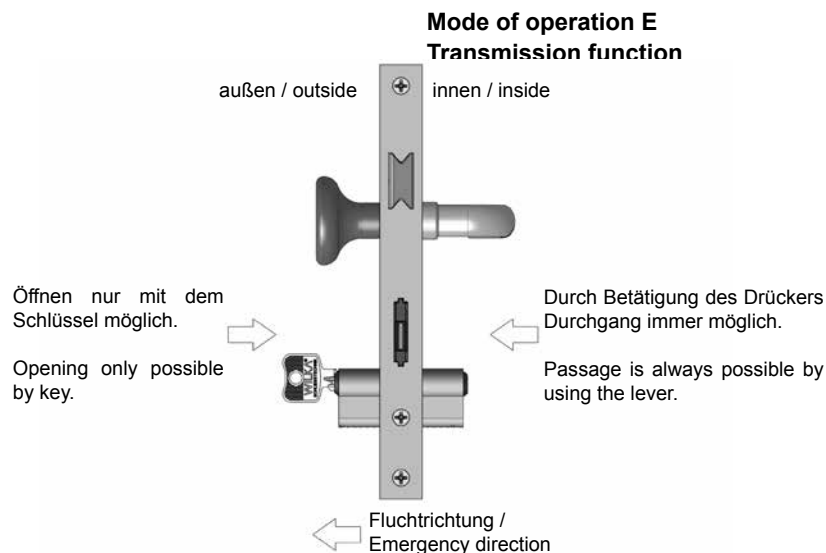 Mode of operation E
Transmission function
außen / outside
innen / inside
Öffnen nur mit dem
Schlüssel möglich.
Opening only possible
by key.
Durch Betätigung des Drückers
Durchgang immer möglich.
Passage is always possible by
using the lever.
WILKA
Fluchtrichtung /
Emergency direction